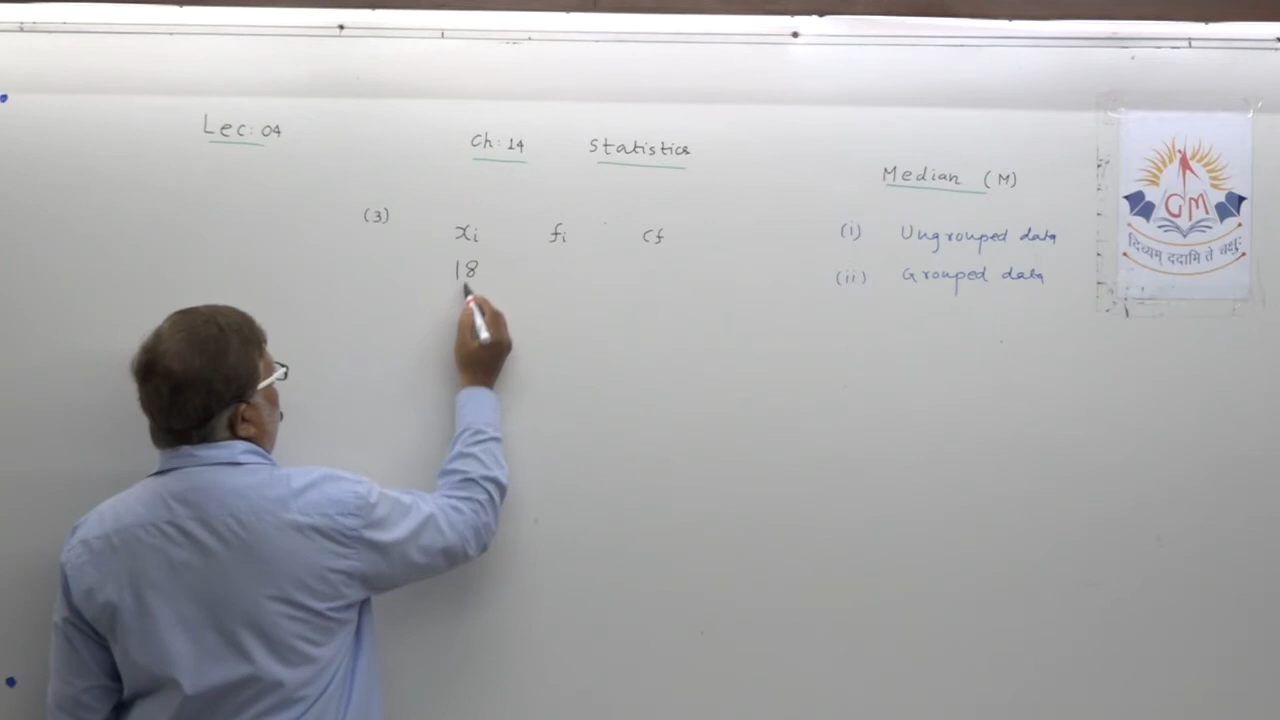 Lec: 04
Ch: 14 Statistics
Median (M)
(3)
xi fi cf
18
(i) Ungrouped data
(ii) Grouped data
GM
दिव्यम् ददामि ते चक्षुः